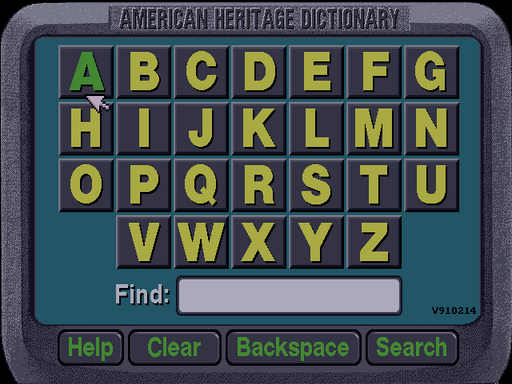 AMERICAN HERITAGE DICTIONARY
A B C D E F G
H I J K L M N
O P Q R S T U
V W X Y Z
Find:
V910214
Help Clear Backspace Search